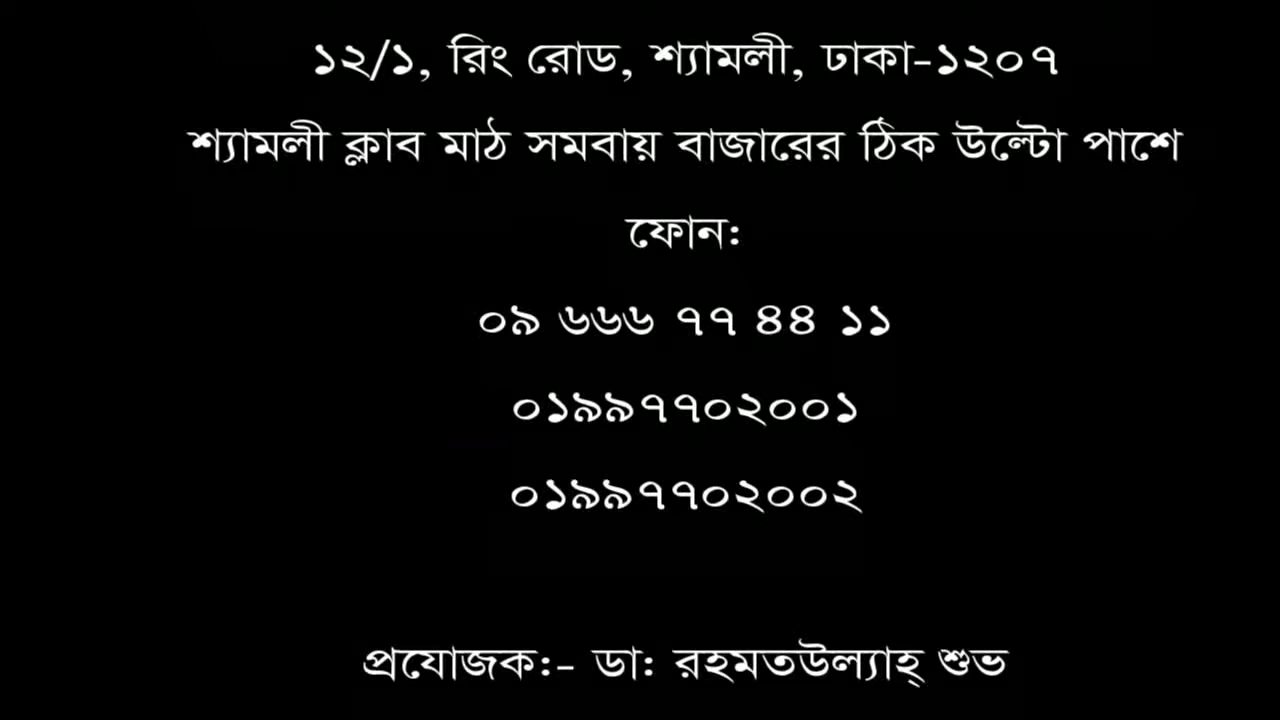 ১২/১, রিং রোড, শ্যামলী, ঢাকা-১২০৭
শ্যামলী ক্লাব মাঠ সমবায় বাজারের ঠিক উল্টো পাশে
ফোন:
০৯ ৬৬৬ ৭৭ ৪৪ ১১
০১৯৯৭৭০২০০১
০১৯৯৭৭০২০০২
প্রযোজক:- ডা: রহমতউল্যাহ্ শুভ